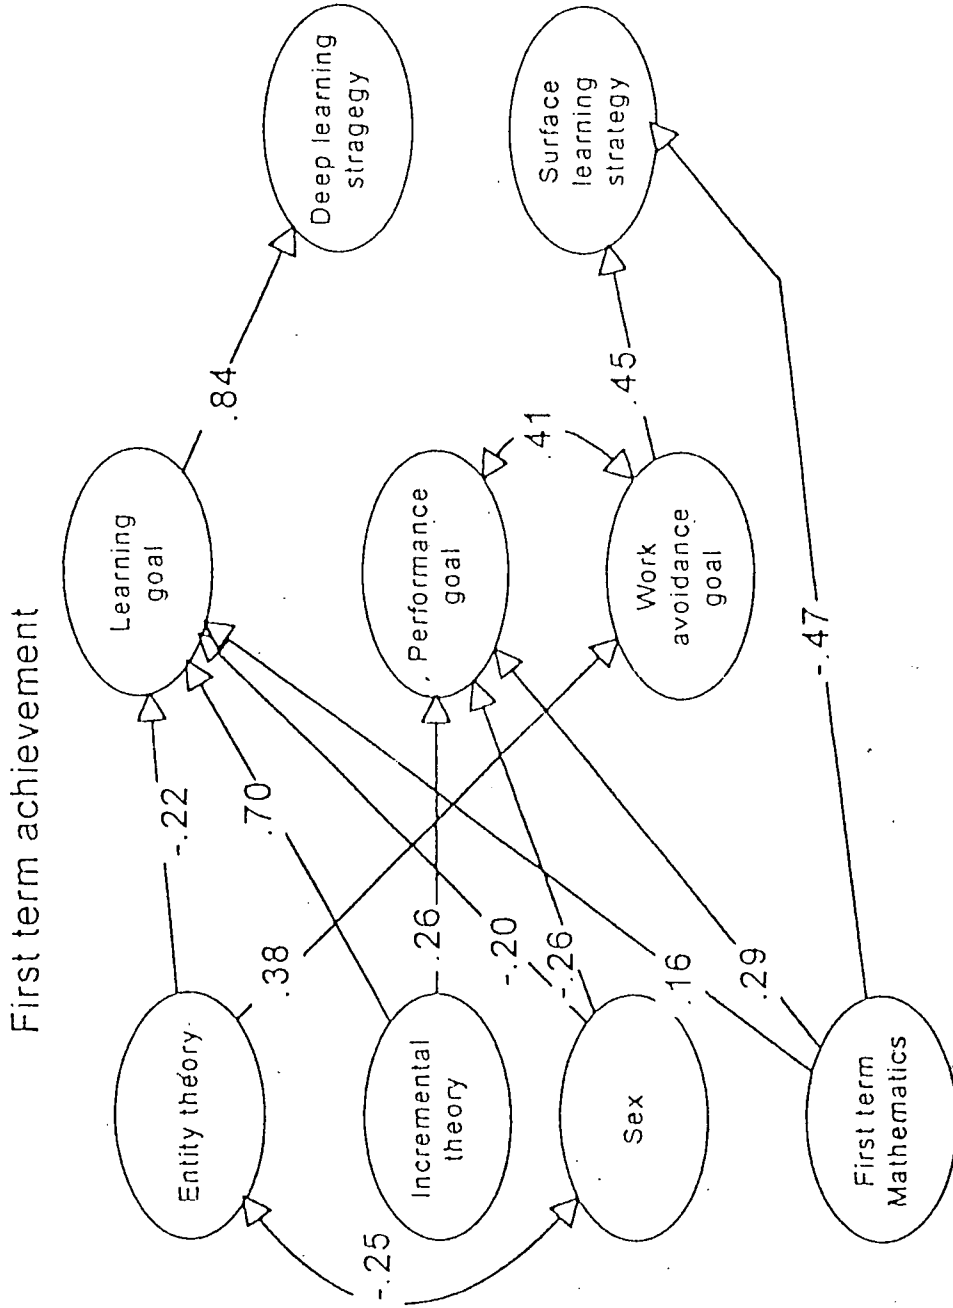 First term achievement
Entity theory
Incremental
theory
Sex
First term
Mathematics
-.25
-.22
.38
.70
.26
-.20
-.26
.16
.29
Learning
goal
Performance
goal
Work
avoidance
goal
.41
.84
.45
-.47
Deep learning
stragegy
Surface
learning
strategy